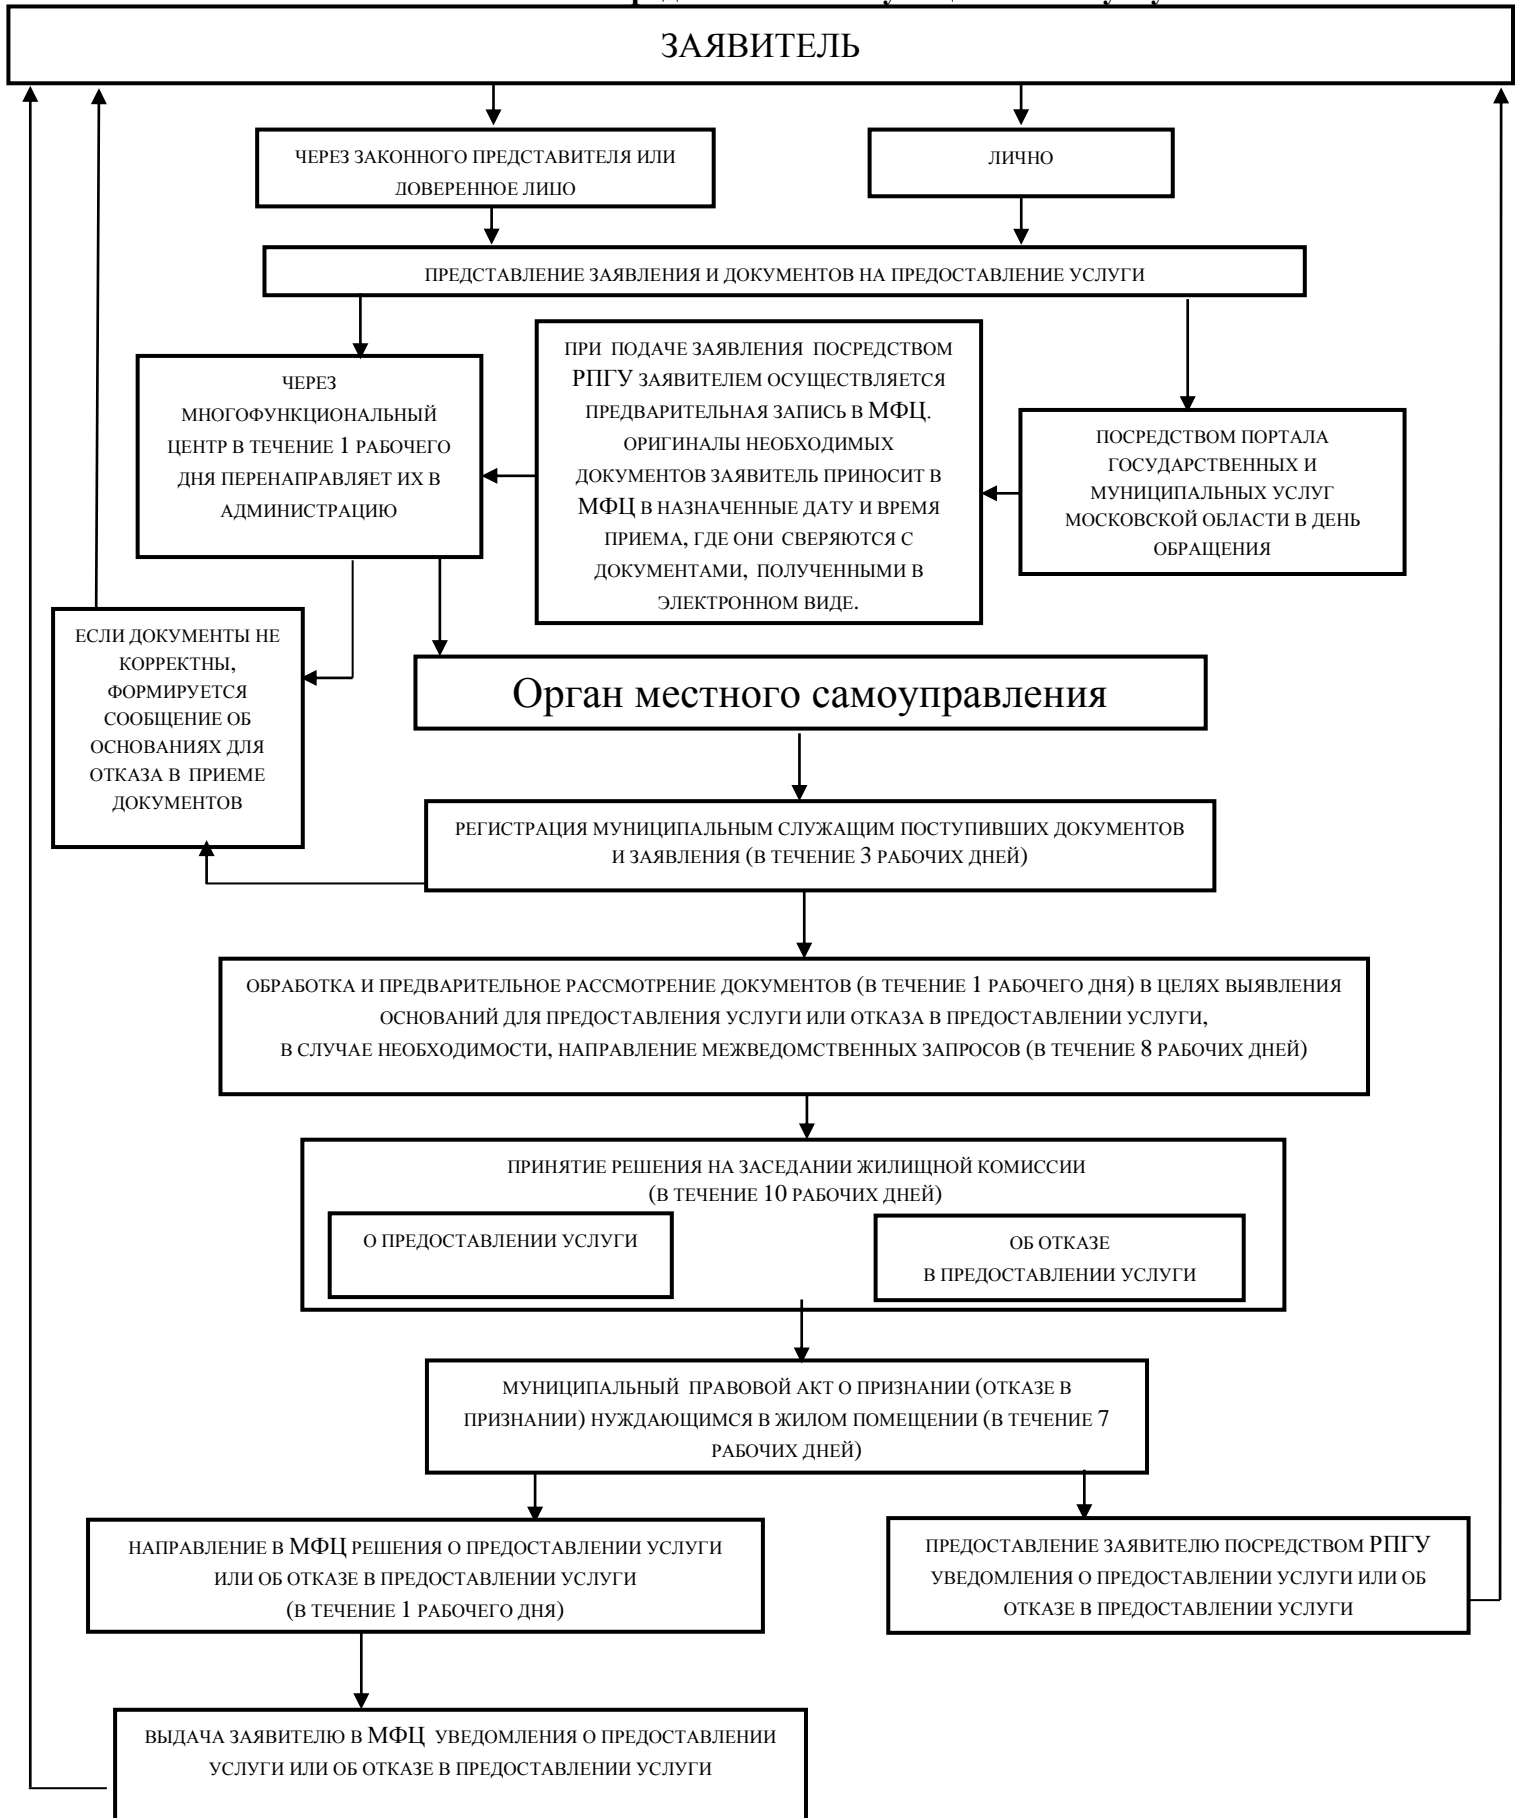 ЗАЯВИТЕЛЬ
ЧЕРЕЗ ЗАКОННОГО ПРЕДСТАВИТЕЛЯ ИЛИ
ДОВЕРЕННОЕ ЛИЦО
ЛИЧНО
ПРЕДСТАВЛЕНИЕ ЗАЯВЛЕНИЯ И ДОКУМЕНТОВ НА ПРЕДОСТАВЛЕНИЕ УСЛУГИ
ЧЕРЕЗ
МНОГОФУНКЦИОНАЛЬНЫЙ
ЦЕНТР В ТЕЧЕНИЕ 1 РАБОЧЕГО
ДНЯ ПЕРЕНАПРАВЛЯЕТ ИХ В
АДМИНИСТРАЦИЮ
ПРИ ПОДАЧЕ ЗАЯВЛЕНИЯ ПОСРЕДСТВОМ
РПГУ ЗАЯВИТЕЛЕМ ОСУЩЕСТВЛЯЕТСЯ
ПРЕДВАРИТЕЛЬНАЯ ЗАПИСЬ В МФЦ.
ОРИГИНАЛЫ НЕОБХОДИМЫХ
ДОКУМЕНТОВ ЗАЯВИТЕЛЬ ПРИНОСИТ В
МФЦ В НАЗНАЧЕННЫЕ ДАТУ И ВРЕМЯ
ПРИЕМА, ГДЕ ОНИ СВЕРЯЮТСЯ С
ДОКУМЕНТАМИ, ПОЛУЧЕННЫМИ В
ЭЛЕКТРОННОМ ВИДЕ.
ПОСРЕДСТВОМ ПОРТАЛА
ГОСУДАРСТВЕННЫХ И
МУНИЦИПАЛЬНЫХ УСЛУГ
МОСКОВСКОЙ ОБЛАСТИ В ДЕНЬ
ОБРАЩЕНИЯ
ЕСЛИ ДОКУМЕНТЫ НЕ
КОРРЕКТНЫ,
ФОРМИРУЕТСЯ
СООБЩЕНИЕ ОБ
ОСНОВАНИЯХ ДЛЯ
ОТКАЗА В ПРИЕМЕ
ДОКУМЕНТОВ
Орган местного самоуправления
РЕГИСТРАЦИЯ МУНИЦИПАЛЬНЫМ СЛУЖАЩИМ ПОСТУПИВШИХ ДОКУМЕНТОВ
И ЗАЯВЛЕНИЯ (В ТЕЧЕНИЕ 3 РАБОЧИХ ДНЕЙ)
ОБРАБОТКА И ПРЕДВАРИТЕЛЬНОЕ РАССМОТРЕНИЕ ДОКУМЕНТОВ (В ТЕЧЕНИЕ 1 РАБОЧЕГО ДНЯ) В ЦЕЛЯХ ВЫЯВЛЕНИЯ
ОСНОВАНИЙ ДЛЯ ПРЕДОСТАВЛЕНИЯ УСЛУГИ ИЛИ ОТКАЗА В ПРЕДОСТАВЛЕНИИ УСЛУГИ,
В СЛУЧАЕ НЕОБХОДИМОСТИ, НАПРАВЛЕНИЕ МЕЖВЕДОМСТВЕННЫХ ЗАПРОСОВ (В ТЕЧЕНИЕ 8 РАБОЧИХ ДНЕЙ)
ПРИНЯТИЕ РЕШЕНИЯ НА ЗАСЕДАНИИ ЖИЛИЩНОЙ КОМИССИИ
(В ТЕЧЕНИЕ 10 РАБОЧИХ ДНЕЙ)
О ПРЕДОСТАВЛЕНИИ УСЛУГИ
ОБ ОТКАЗЕ
В ПРЕДОСТАВЛЕНИИ УСЛУГИ
МУНИЦИПАЛЬНЫЙ ПРАВОВОЙ АКТ О ПРИЗНАНИИ (ОТКАЗЕ В
ПРИЗНАНИИ) НУЖДАЮЩИМСЯ В ЖИЛОМ ПОМЕЩЕНИИ (В ТЕЧЕНИЕ 7
РАБОЧИХ ДНЕЙ)
НАПРАВЛЕНИЕ В МФЦ РЕШЕНИЯ О ПРЕДОСТАВЛЕНИИ УСЛУГИ
ИЛИ ОБ ОТКАЗЕ В ПРЕДОСТАВЛЕНИИ УСЛУГИ
(В ТЕЧЕНИЕ 1 РАБОЧЕГО ДНЯ)
ПРЕДОСТАВЛЕНИЕ ЗАЯВИТЕЛЮ ПОСРЕДСТВОМ РПГУ
УВЕДОМЛЕНИЯ О ПРЕДОСТАВЛЕНИИ УСЛУГИ ИЛИ ОБ
ОТКАЗЕ В ПРЕДОСТАВЛЕНИИ УСЛУГИ
ВЫДАЧА ЗАЯВИТЕЛЮ В МФЦ УВЕДОМЛЕНИЯ О ПРЕДОСТАВЛЕНИИ
УСЛУГИ ИЛИ ОБ ОТКАЗЕ В ПРЕДОСТАВЛЕНИИ УСЛУГИ